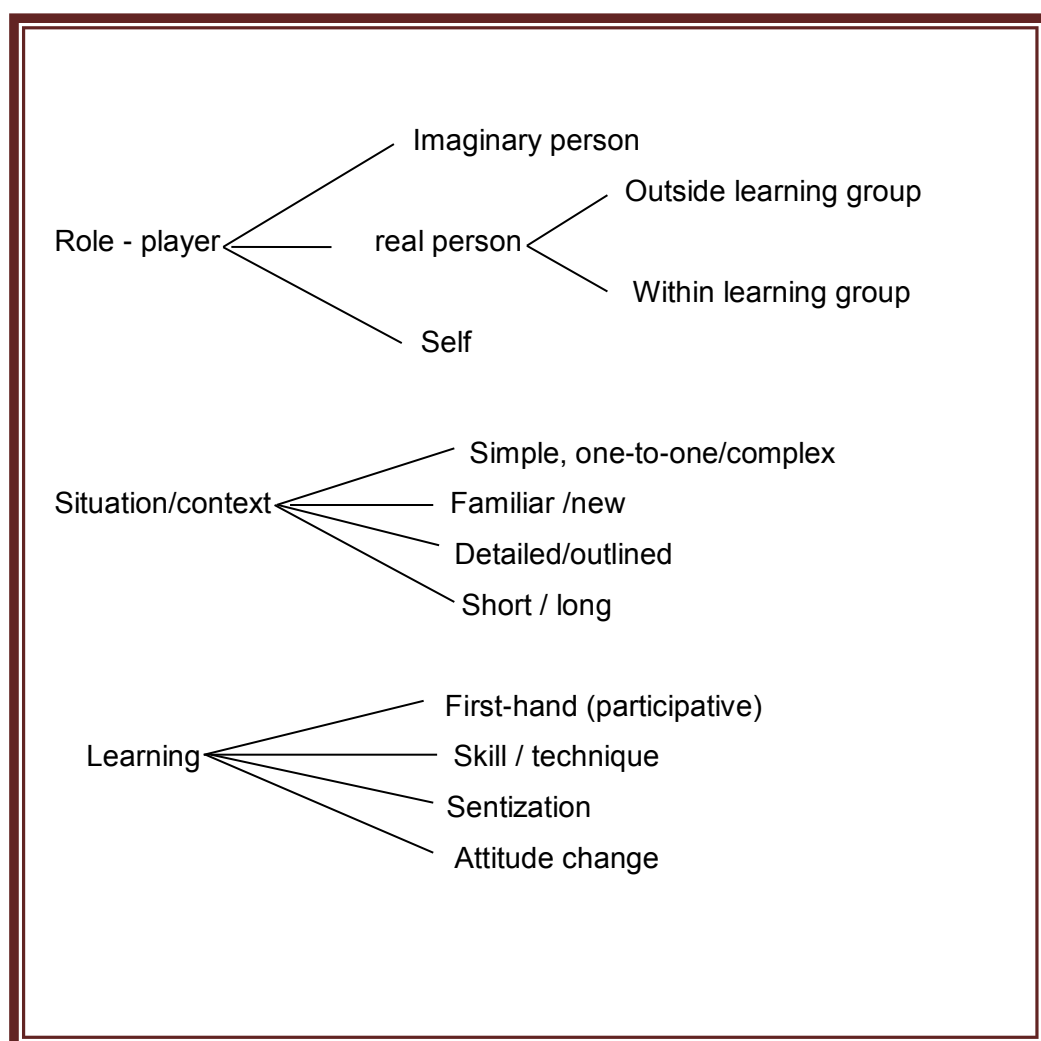 Imaginary person
Outside learning group
Role - player
real person
Within learning group
Self
Simple, one-to-one/complex
Situation/context
Familiar /new
Detailed/outlined
Short / long
First-hand (participative)
Learning
Skill / technique
Sentization
Attitude change